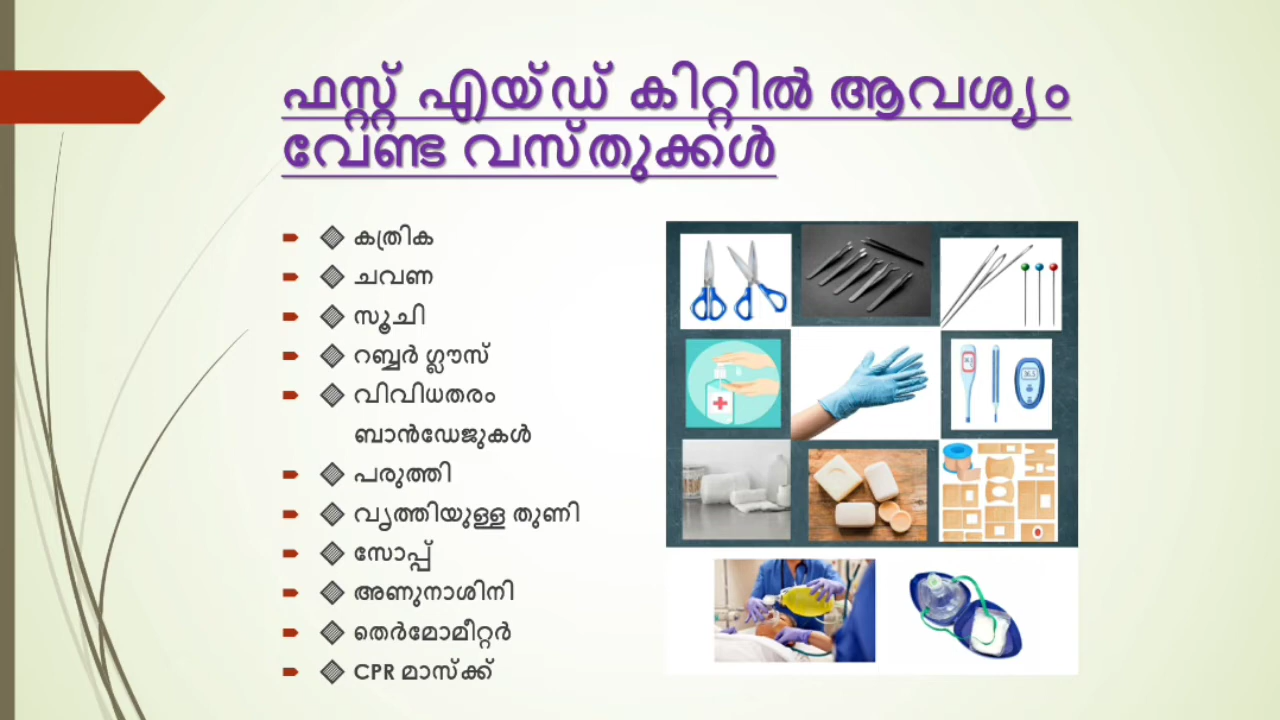 ഫസ്റ്റ് എയ്ഡ് കിറ്റിൽ ആവശ്യം
വേണ്ട വസ്തുക്കൾ
കത്രിക
ചവണ
സൂചി
റബ്ബർ ഗ്ലൗസ്
വിവിധതരം
ബാൻഡേജുകൾ
പരുത്തി
വൃത്തിയുള്ള തുണി
സോപ്പ്
അണുനാശിനി
തെർമോമീറ്റർ
CPR മാസ്ക്ക്